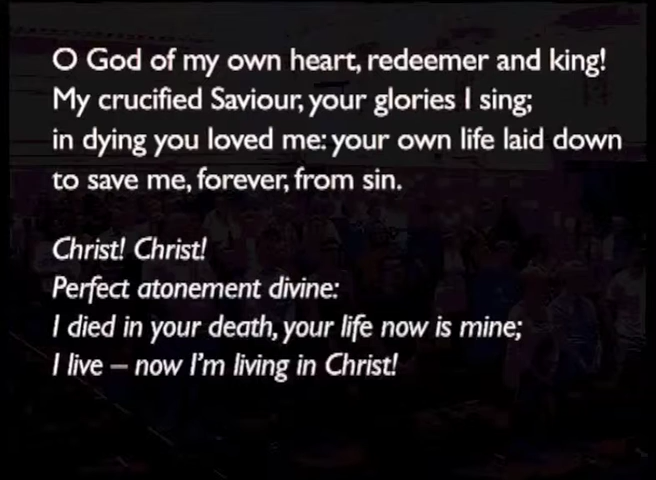 O God of my own heart, redeemer and king!
My crucified Saviour, your glories I sing;
in dying you loved me: your own life laid down
to save me, forever, from sin.
Christ! Christ!
Perfect atonement divine:
I died in your death, your life now is mine;
I live – now I'm living in Christ!